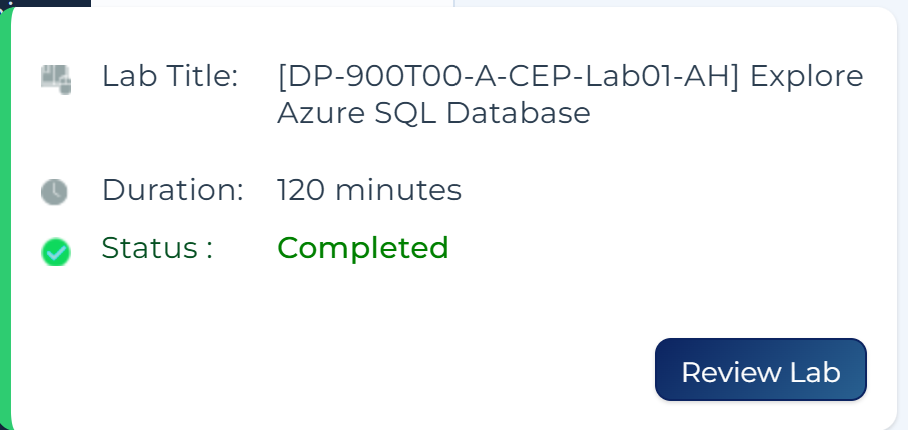 Lab Title: [DP-900T00-A-CEP-Lab01-AH] Explore
Azure SQL Database
Duration: 120 minutes
Status : Completed
Review Lab